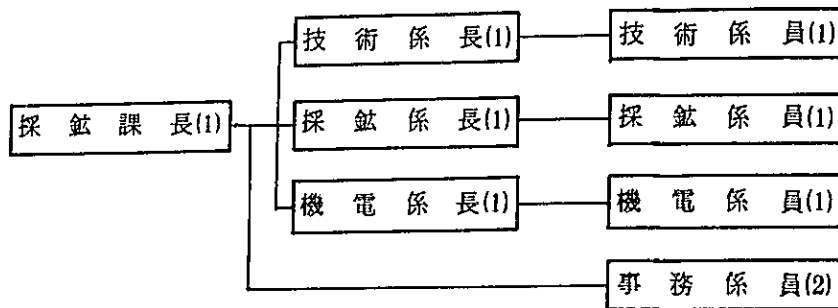 技術係長(1) 技術係員(1)
採鉱課長(1) 採鉱係長(1) 採鉱係員(1)
機電係長(1) 機電係員(1)
事務係員(2)